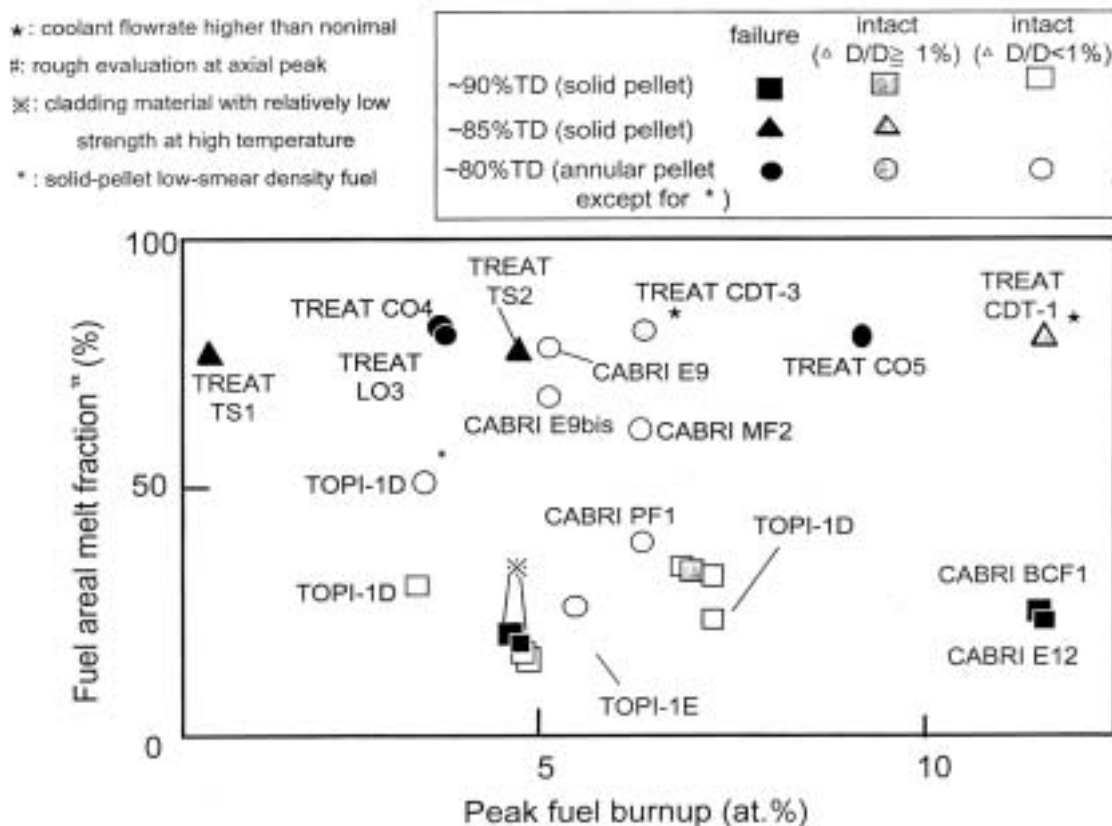 ★: coolant flowrate higher than nonimal
#: rough evaluation at axial peak
※: cladding material with relatively low
strength at high temperature
* : solid-pellet low-smear density fuel
failure
intact
(△ D/D≧ 1%)
intact
(△ D/D<1%)
~90%TD (solid pellet)
~85%TD (solid pellet)
~80%TD (annular pellet
except for * )
Fuel areal melt fraction (%)
100
50
0
TREAT
TS1
TREAT CO4
TREAT
LO3
TREAT
TS2
TREAT CDT-3 ★
TREAT
CDT-1 ★
CABRI E9
TREAT CO5
CABRI E9bis
CABRI MF2
*
TOPI-1D
CABRI PF1
TOPI-1D
TOPI-1D
※
CABRI BCF1
CABRI E12
TOPI-1E
5
10
Peak fuel burnup (at.%)